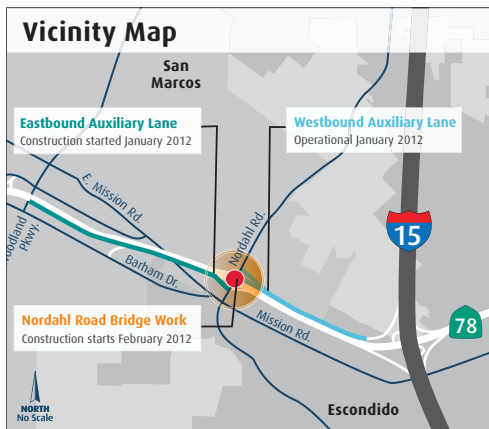 Vicinity Map
San
Marcos
Eastbound Auxiliary Lane
Construction started January 2012
Westbound Auxiliary Lane
Operational January 2012
E. Mission Rd.
Nordahl Rd.
oodland
Pkwy.
Barham Dr.
15
Nordahl Road Bridge Work
Construction starts February 2012
Mission Rd.
78
NORTH
No Scale
Escondido